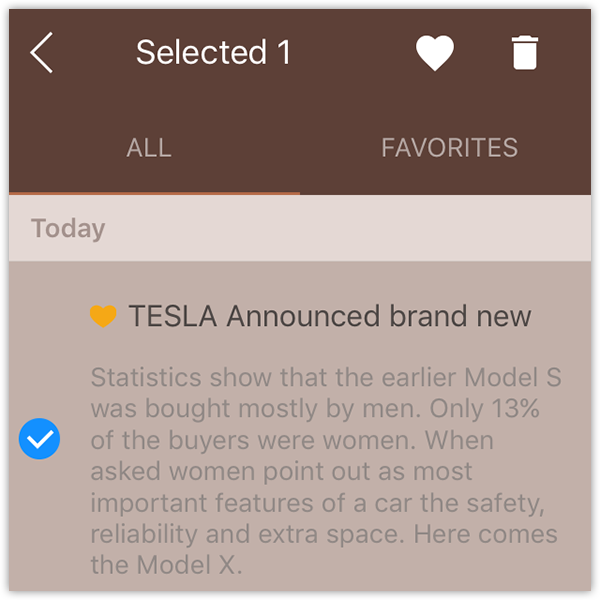 Selected 1
ALL FAVORITES
Today
TESLA Announced brand new
Statistics show that the earlier Model S
was bought mostly by men. Only 13%
of the buyers were women. When
asked women point out as most
important features of a car the safety,
reliability and extra space. Here comes
the Model X.